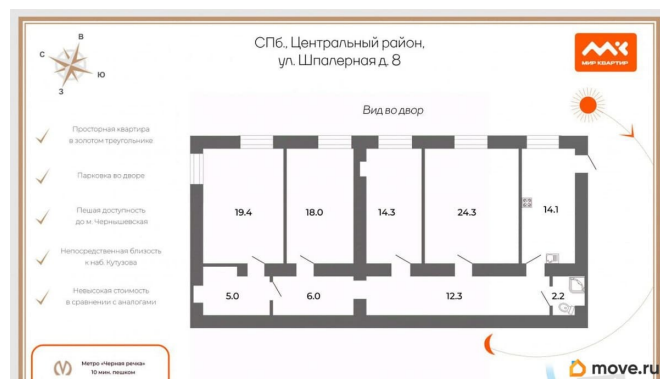 В
С
Ю
З
СПб., Центральный район,
ул. Шпалерная д. 8
МИР КВАРТИР
Вид во двор
Просторная квартира
в золотом треугольнике
Парковка во дворе
Пешая доступность
до м. Чернышевская
Непосредственная близость
к наб. Кутузова
Невысокая стоимость
в сравнении с аналогами
19.4
18.0
14.3
24.3
14.1
5.0
6.0
12.3
2.2
Метро «Черная речка»
10 мин. пешком
move.ru